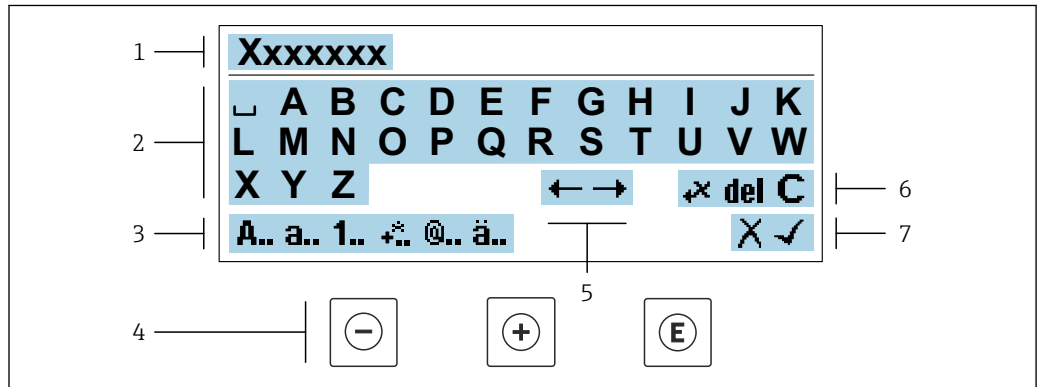 1 Xxxxxxx
␣ A B C D E F G H I J K
2 L M N O P Q R S T U V W
X Y Z ← → ↶x del C 6
3 A.. a.. 1.. +*.. @.. ä.. X ✓ 7
5
4 − + E